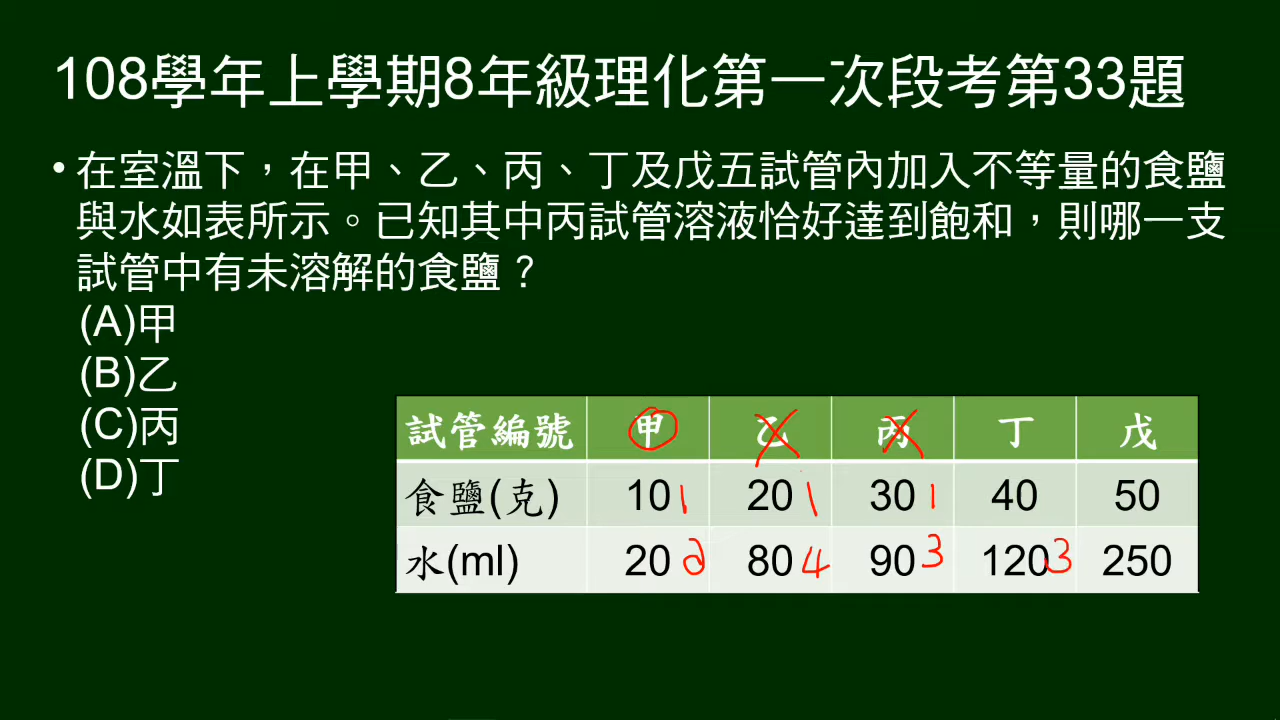 108學年上學期8年級理化第一次段考第33題
•在室溫下，在甲、乙、丙、丁及戊五試管內加入不等量的食鹽
與水如表所示。已知其中丙試管溶液恰好達到飽和，則哪一支
試管中有未溶解的食鹽？
(A)甲
(B)乙
(C)丙
(D)丁
試管編號 甲 乙 丙 丁 戊
食鹽(克) 10 1 20 1 30 1 40 50
水(ml) 20 2 80 4 90 3 120 3 250